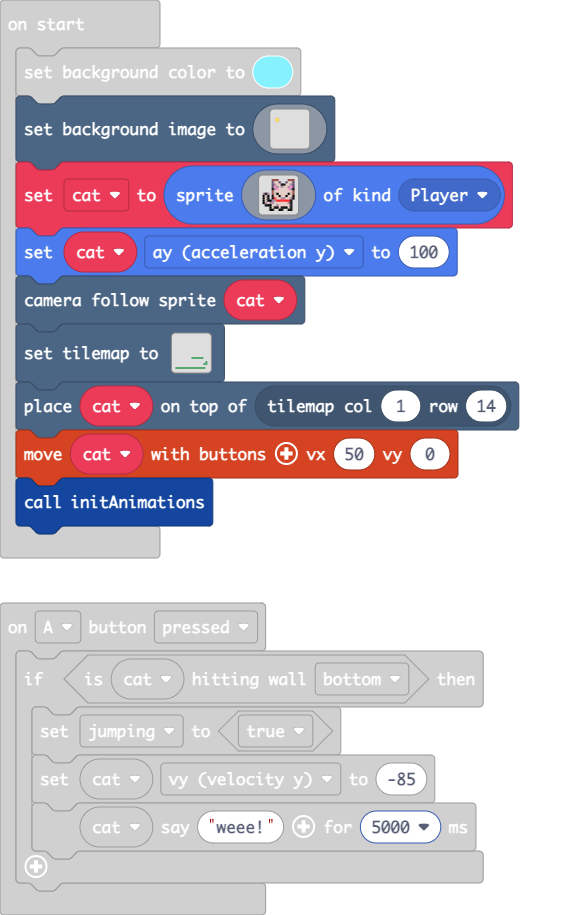 on start
set background color to
set background image to
set cat to sprite of kind Player
set cat ay (acceleration y) to 100
camera follow sprite cat
set tilemap to
place cat on top of tilemap col 1 row 14
move cat with buttons + vx 50 vy 0
call initAnimations
on A button pressed
if is cat hitting wall bottom then
set jumping to true
set cat vy (velocity y) to -85
cat say "weee!" + for 5000 ms
+